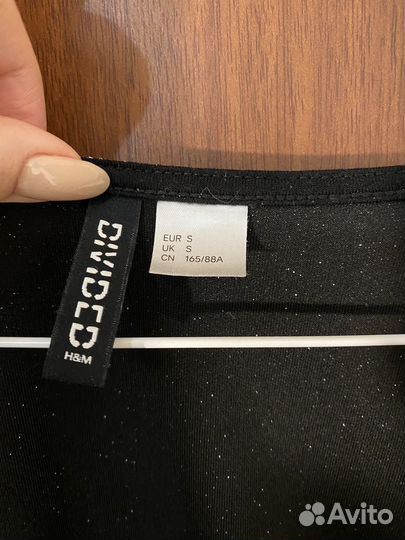 DIVIDED
H&M
EUR S
UK S
CN 165/88A
Avito